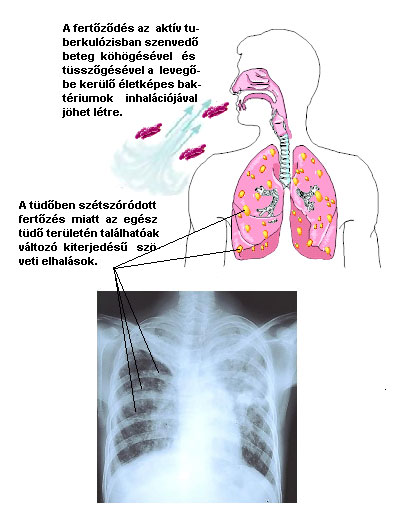 A fertőződés az aktív tu-
berkulózisban szenvedő
beteg köhögésével és
tüsszőgésével a levegő-
be kerülő életképes bak-
tériumok inhalációjával
jöhet létre.
A tüdőben szétszóródott
fertőzés miatt az egész
tüdő területén találhatóak
változó kiterjedésű szö-
veti elhalások.